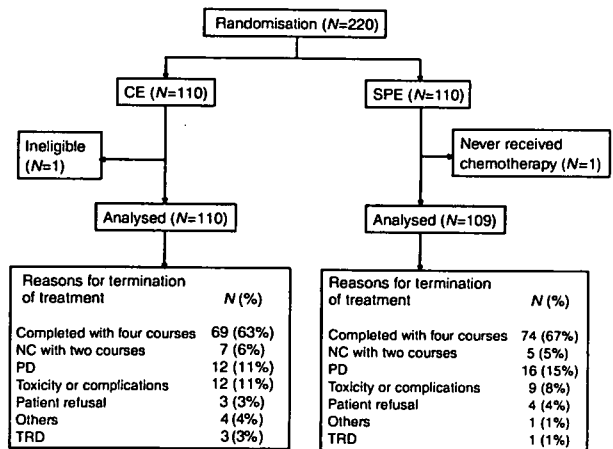 Randomisation (N=220)
CE (N=110)
SPE (N=110)
Ineligible
(N=1)
Never received
chemotherapy (N=1)
Analysed (N=110)
Analysed (N=109)
Reasons for termination
of treatment N (%)
Completed with four courses 69 (63%)
NC with two courses 7 (6%)
PD 12 (11%)
Toxicity or complications 12 (11%)
Patient refusal 3 (3%)
Others 4 (4%)
TRD 3 (3%)
Reasons for termination
of treatment N (%)
Completed with four courses 74 (67%)
NC with two courses 5 (5%)
PD 16 (15%)
Toxicity or complications 9 (8%)
Patient refusal 4 (4%)
Others 1 (1%)
TRD 1 (1%)